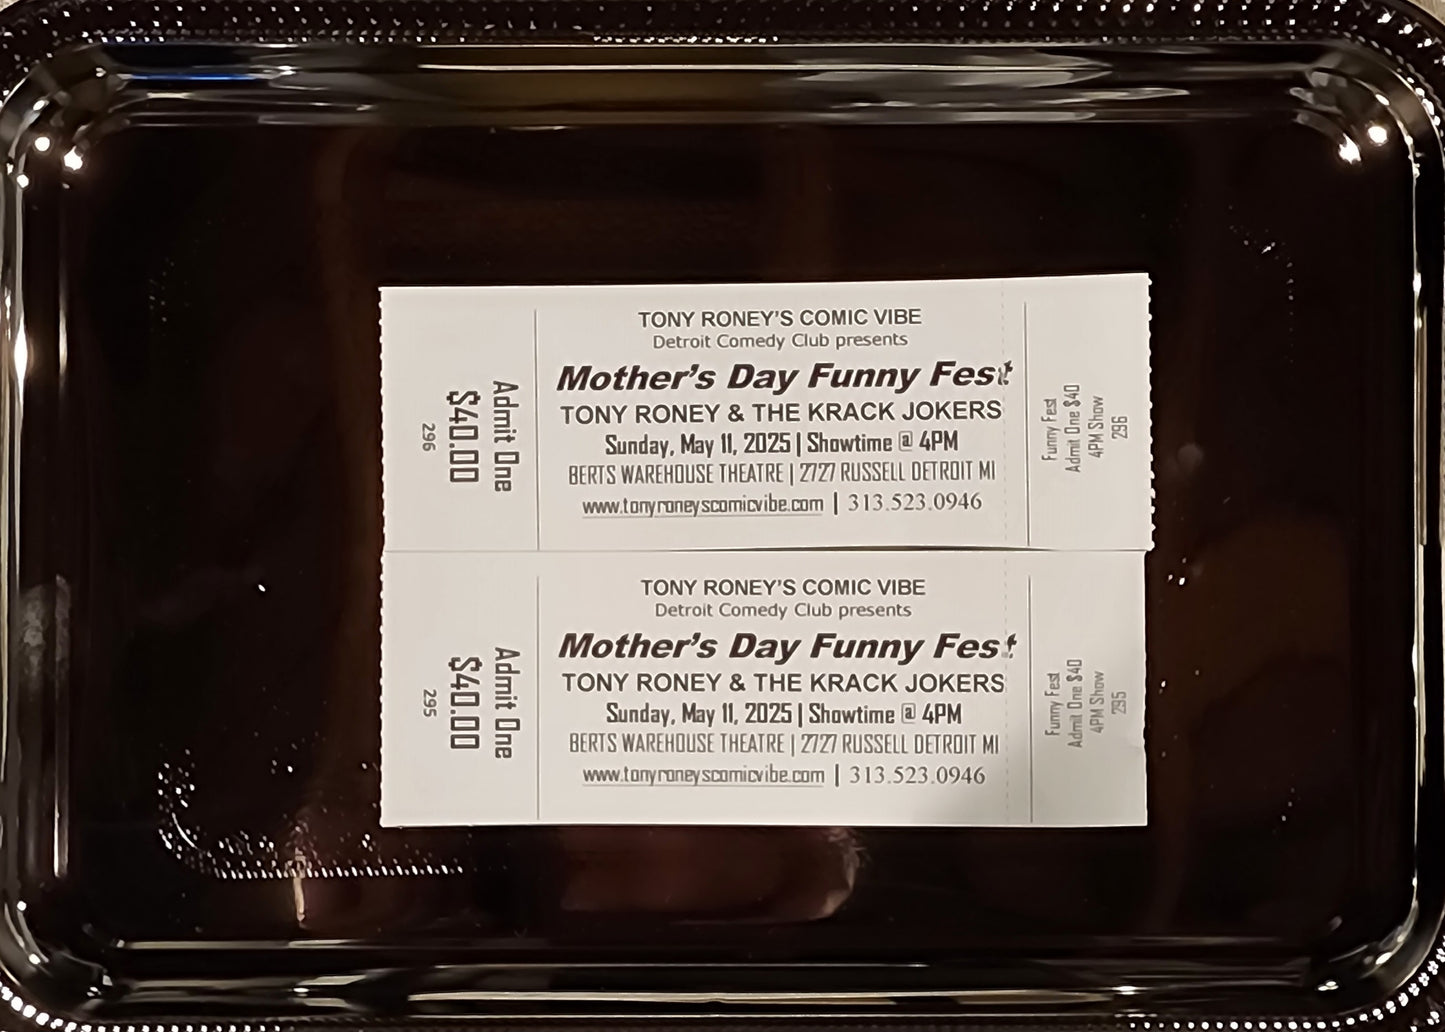 Admit One
$40.00
296
TONY RONEY'S COMIC VIBE
Detroit Comedy Club presents
Mother's Day Funny Fest
TONY RONEY & THE KRACK JOKERS
Sunday, May 11, 2025 | Showtime @ 4PM
BERTS WAREHOUSE THEATRE | 2727 RUSSELL DETROIT MI
www.tonyroneyscomicvibe.com | 313.523.0946
Funny Fest
Admit One $40
4PM Show
296
Admit One
$40.00
295
TONY RONEY'S COMIC VIBE
Detroit Comedy Club presents
Mother's Day Funny Fest
TONY RONEY & THE KRACK JOKERS
Sunday, May 11, 2025 | Showtime @ 4PM
BERTS WAREHOUSE THEATRE | 2727 RUSSELL DETROIT MI
www.tonyroneyscomicvibe.com | 313.523.0946
Funny Fest
Admit One $40
4PM Show
295